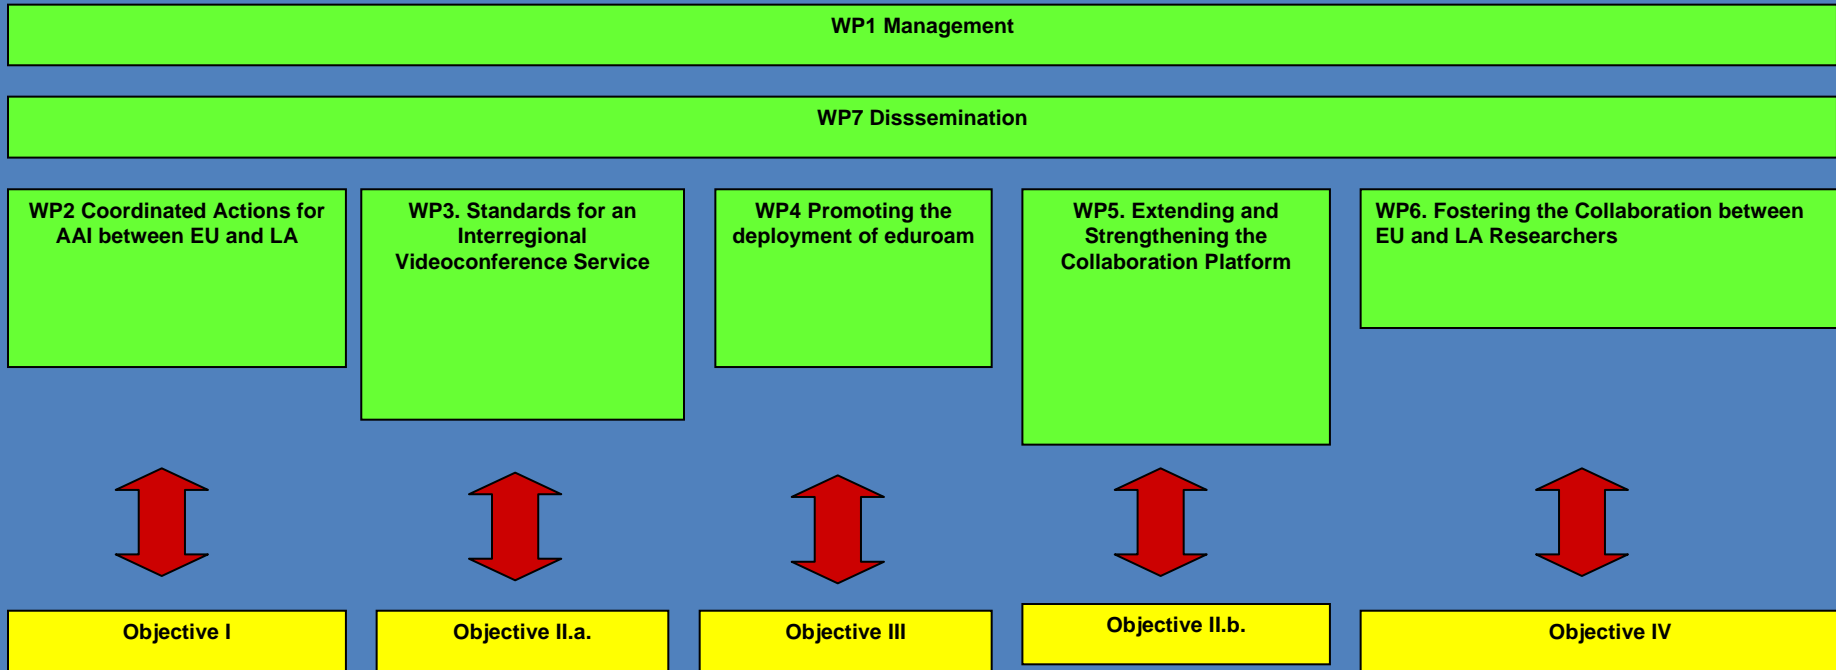 WP1 Management
WP7 Disssemination
WP2 Coordinated Actions for
AAI between EU and LA
WP3. Standards for an
Interregional
Videoconference Service
WP4 Promoting the
deployment of eduroam
WP5. Extending and
Strengthening the
Collaboration Platform
WP6. Fostering the Collaboration between
EU and LA Researchers
Objective I
Objective II.a.
Objective III
Objective II.b.
Objective IV